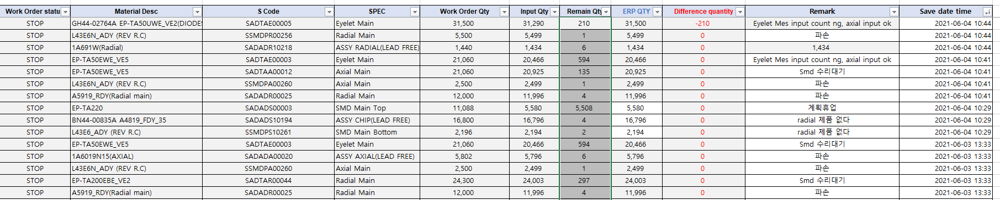 Work Order statu Material Desc S Code SPEC Work Order Qty Input Qty Remain Qty ERP QTY Difference quantity Remark Save date time
STOP GH44-02764A EP-TA50UWE_VE2(DIODES SADTAE00005 Eyelet Main 31,500 31,290 210 31,500 -210 Eyelet Mes input count ng, axial input ok 2021-06-04 10:44
STOP L43E6N_ADY (REV R.C) SSMDPR00256 Radial Main 5,500 5,499 1 5,499 0 파손 2021-06-04 10:44
STOP 1A691W(Radial) SADADR10218 ASSY RADIAL(LEAD FREE) 1,440 1,434 6 1,434 0 1,434 2021-06-04 10:44
STOP EP-TA50EWE_VE5 SADTAE00003 Eyelet Main 21,060 20,466 594 20,466 0 Eyelet Mes input count ng, axial input ok 2021-06-04 10:41
STOP EP-TA50EWE_VE5 SADTAA00012 Axial Main 21,060 20,925 135 20,925 0 Smd 수리대기 2021-06-04 10:41
STOP L43E6N_ADY (REV R.C) SSMDPA00260 Axial Main 2,500 2,499 1 2,499 0 파손 2021-06-04 10:41
STOP A5919_RDY(Radial main) SADADR00025 Radial Main 12,000 11,996 4 11,996 0 파손 2021-06-04 10:41
STOP EP-TA220 SADADS00003 SMD Main Top 11,088 5,580 5,508 5,580 0 계획휴업 2021-06-04 10:29
STOP BN44-00835A A4819_FDY_35 SADADS10194 ASSY CHIP(LEAD FREE) 16,800 16,796 4 16,796 0 radial 제품 없다 2021-06-04 10:29
STOP L43E6_ADY (REV R.C) SSMDPS10261 SMD Main Bottom 2,196 2,194 2 2,194 0 radial 제품 없다 2021-06-04 10:29
STOP EP-TA50EWE_VE5 SADTAE00003 Eyelet Main 21,060 20,466 594 20,466 0 Smd 수리대기 2021-06-03 13:33
STOP 1A6019N15(AXIAL) SADADA00020 ASSY AXIAL(LEAD FREE) 5,802 5,796 6 5,796 0 파손 2021-06-03 13:33
STOP L43E6N_ADY (REV R.C) SSMDPA00260 Axial Main 2,500 2,499 1 2,499 0 파손 2021-06-03 13:33
STOP EP-TA200EBE_VE2 SADTAR00044 Radial Main 24,300 24,003 297 24,003 0 Smd 수리대기 2021-06-03 13:33
STOP A5919_RDY(Radial main) SADADR00025 Radial Main 12,000 11,996 4 11,996 0 파손 2021-06-03 13:33